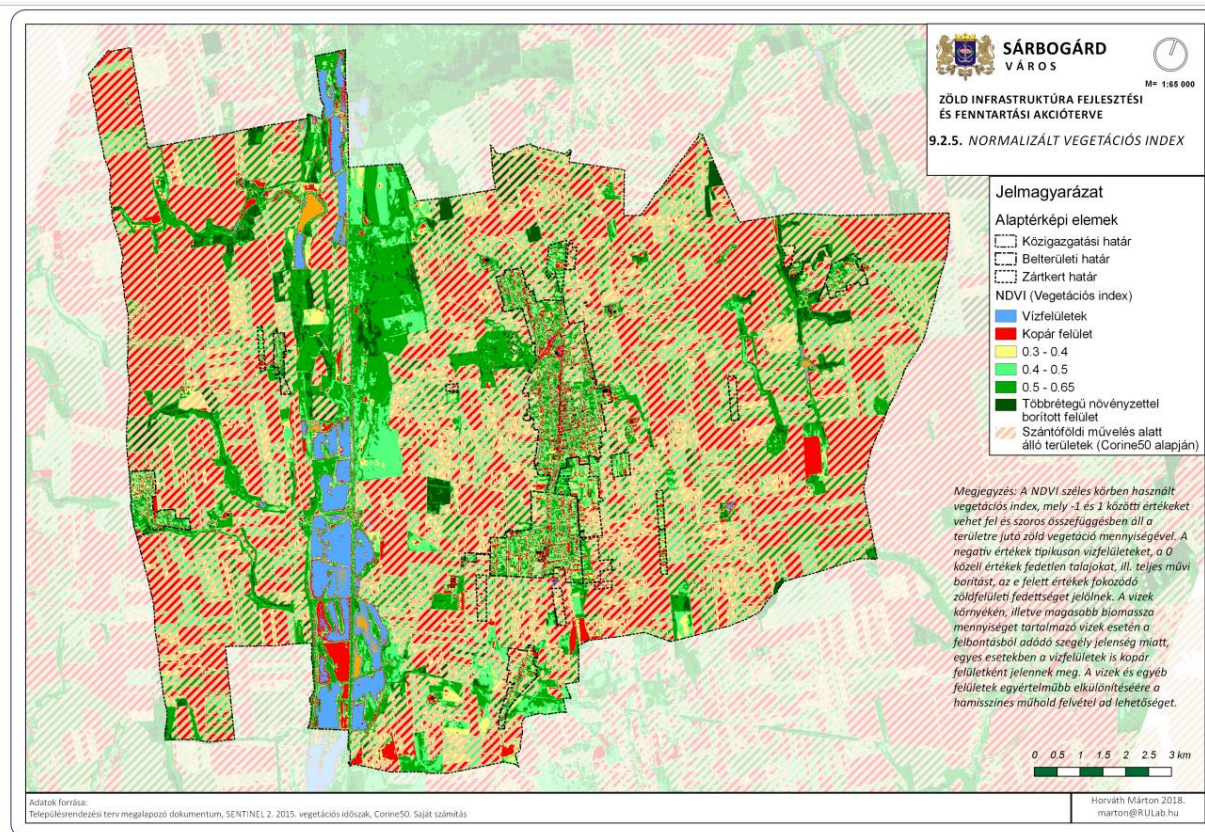 SÁRBOGÁRD
VÁROS
M= 1:65 000
ZÖLD INFRASTRUKTÚRA FEJLESZTÉSI
ÉS FENNTARTÁSI AKCIÓTERVE
9.2.5. NORMALIZÁLT VEGETÁCIÓS INDEX
Jelmagyarázat
Alaptérképi elemek
Közigazgatási határ
Belterületi határ
Zártkert határ
NDVI (Vegetációs index)
Vízfelületek
Kopár felület
0.3 - 0.4
0.4 - 0.5
0.5 - 0.65
Többrétegű növényzettel
borított felület
Szántóföldi művelés alatt
álló területek (Corine50 alapján)
Megjegyzés: A NDVI széles körben használt
vegetációs index, mely -1 és 1 közötti értékeket
vehet fel és szoros összefüggésben áll a
területre jutó zöld vegetáció mennyiségével. A
negatív értékek tipikusan vízfelületeket, a 0
közeli értékek fedetlen talajokat, ill. teljes művi
borítást, az e felett értékek fokozódó
zöldfelületi fedettséget jelölnek. A vizek
környékén, illetve magasabb biomassza
mennyiséget tartalmazó vizek esetén a
felbontásból adódó szegély jelenség miatt,
egyes esetekben a vízfelületek is kopár
felületként jelennek meg. A vizek és egyéb
felületek egyértelműbb elkülönítéséere a
hamisszínes műhold felvétel ad lehetőséget.
0 0.5 1 1.5 2 2.5 3 km
Adatok forrása:
Településrendezési terv megalapozó dokumentum, SENTINEL 2. 2015. vegetációs időszak, Corine50. Saját számítás
Horváth Márton 2018.
marton@RULab.hu